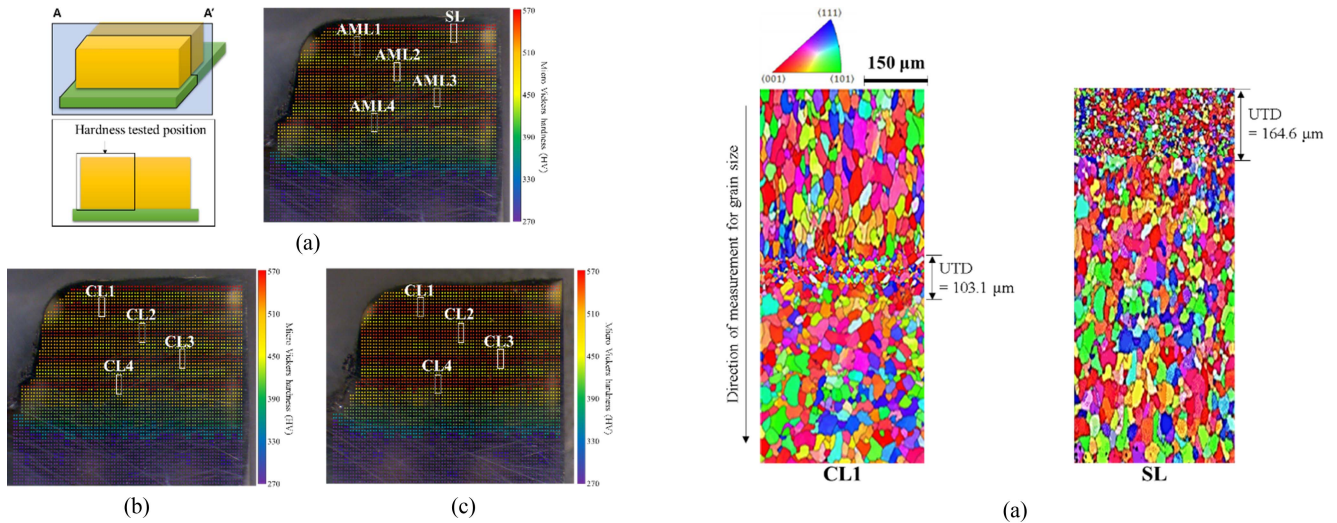 A A'
Hardness tested position
SL
AML1
AML2
AML3
AML4
570
510
450
390
330
270
Micro Vickers hardness (HV)
(a)
CL1
CL2
CL3
CL4
570
510
450
390
330
270
Micro Vickers hardness (HV)
(b)
CL1
CL2
CL3
CL4
570
510
450
390
330
270
Micro Vickers hardness (HV)
(c)
(111)
(001) (101)
150 μm
Direction of measurement for grain size
UTD
= 103.1 μm
CL1
UTD
= 164.6 μm
SL
(a)